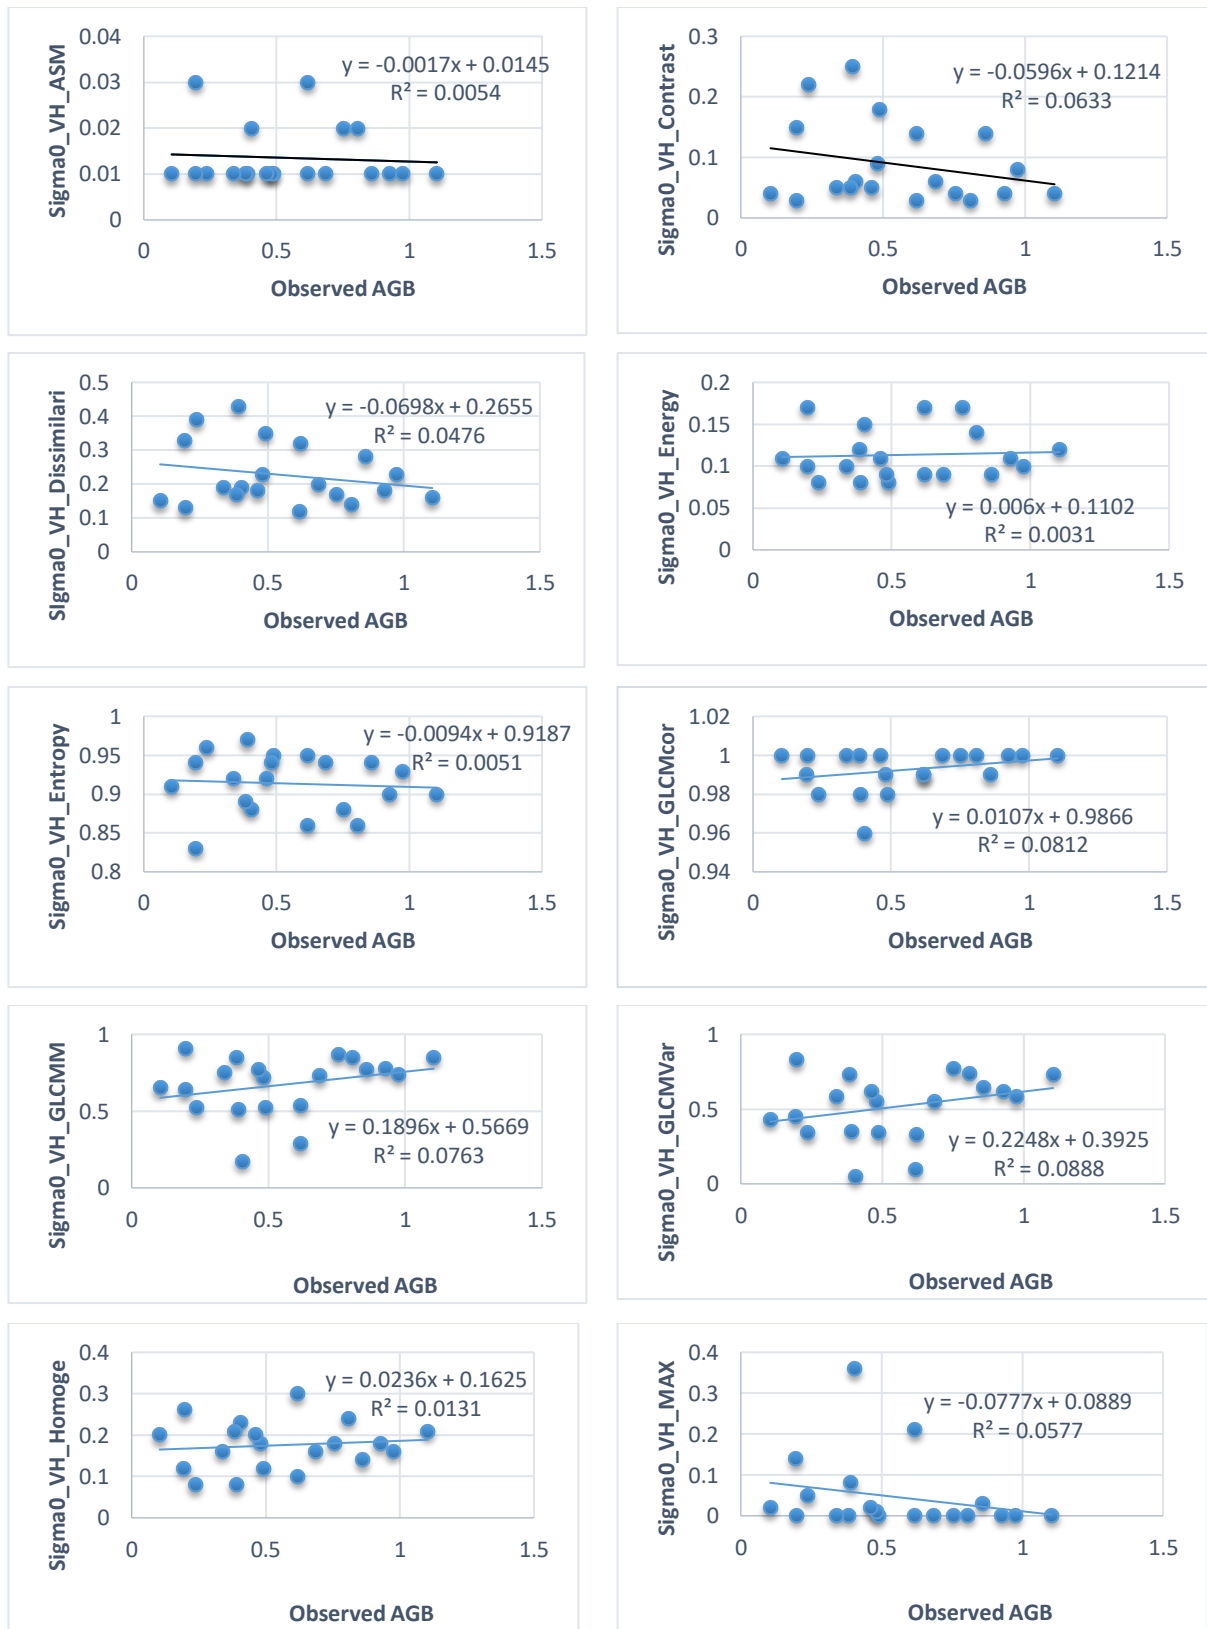 Sigma0_VH_ASM
0.04
0.03
0.02
0.01
0
y = -0.0017x + 0.0145
R² = 0.0054
0 0.5 1 1.5
Observed AGB
Sigma0_VH_Contrast
0.3
0.2
0.1
0
y = -0.0596x + 0.1214
R² = 0.0633
0 0.5 1 1.5
Observed AGB
SIgma0_VH_Dissimilari
0.5
0.4
0.3
0.2
0.1
0
y = -0.0698x + 0.2655
R² = 0.0476
0 0.5 1 1.5
Observed AGB
Sigma0_VH_Energy
0.2
0.15
0.1
0.05
0
y = 0.006x + 0.1102
R² = 0.0031
0 0.5 1 1.5
Observed AGB
Sigma0_VH_Entropy
1
0.95
0.9
0.85
0.8
y = -0.0094x + 0.9187
R² = 0.0051
0 0.5 1 1.5
Observed AGB
Sigma0_VH_GLCMcor
1.02
1
0.98
0.96
0.94
y = 0.0107x + 0.9866
R² = 0.0812
0 0.5 1 1.5
Observed AGB
Sigma0_VH_GLCMM
1
0.5
0
y = 0.1896x + 0.5669
R² = 0.0763
0 0.5 1 1.5
Observed AGB
Sigma0_VH_GLCMVar
1
0.5
0
y = 0.2248x + 0.3925
R² = 0.0888
0 0.5 1 1.5
Observed AGB
Sigma0_VH_Homoge
0.4
0.3
0.2
0.1
0
y = 0.0236x + 0.1625
R² = 0.0131
0 0.5 1 1.5
Observed AGB
Sigma0_VH_MAX
0.4
0.3
0.2
0.1
0
y = -0.0777x + 0.0889
R² = 0.0577
0 0.5 1 1.5
Observed AGB